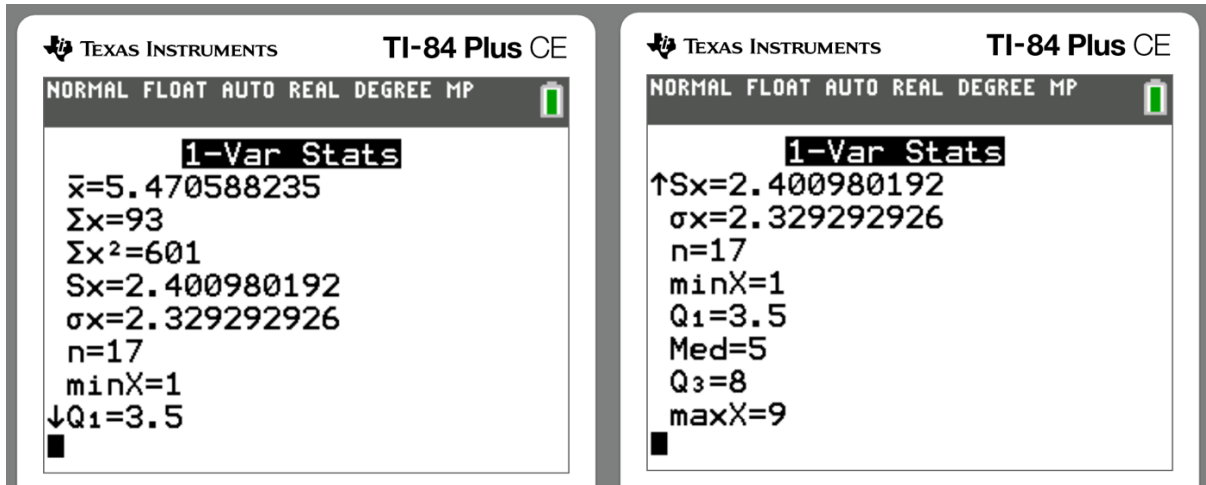 TEXAS INSTRUMENTS TI-84 Plus CE
NORMAL FLOAT AUTO REAL DEGREE MP
1-Var Stats
x̄=5.470588235
Σx=93
Σx²=601
Sx=2.400980192
σx=2.329292926
n=17
minX=1
↓Q₁=3.5
TEXAS INSTRUMENTS TI-84 Plus CE
NORMAL FLOAT AUTO REAL DEGREE MP
1-Var Stats
↑Sx=2.400980192
σx=2.329292926
n=17
minX=1
Q₁=3.5
Med=5
Q₃=8
maxX=9